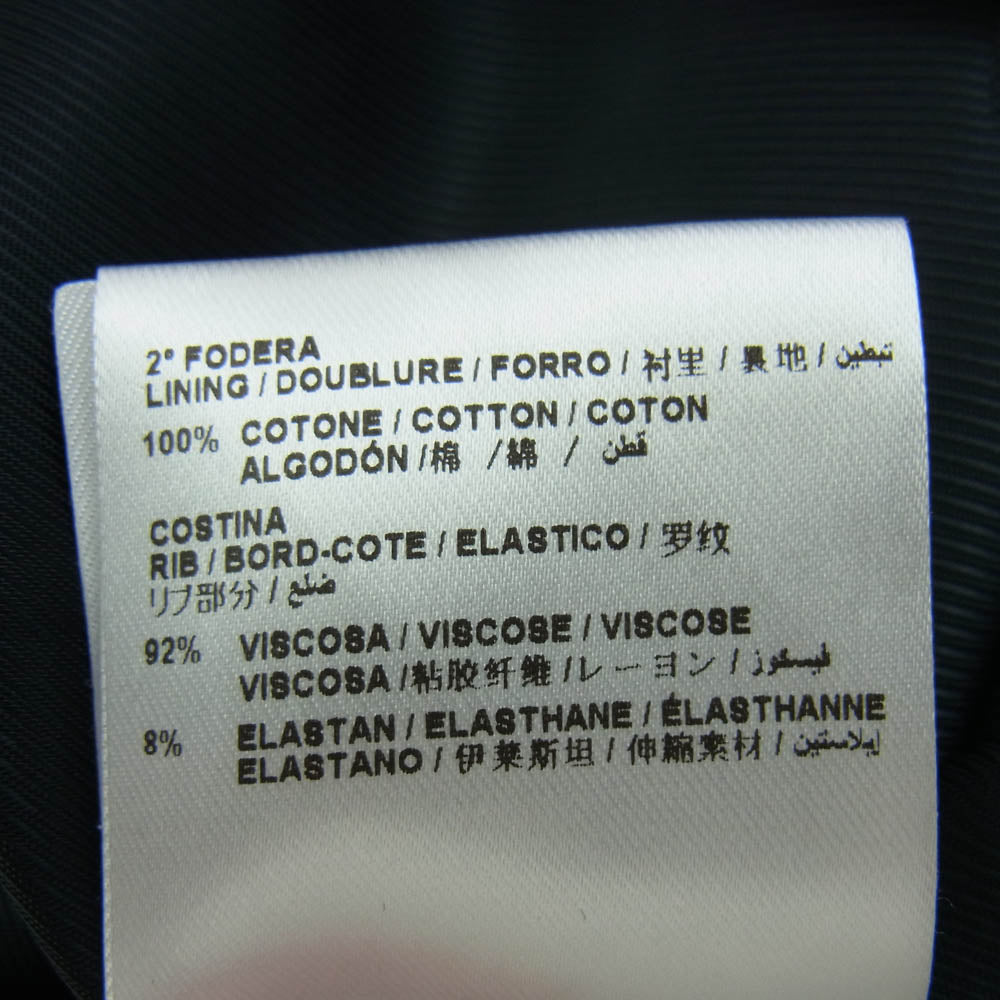 2° FODERA
LINING / DOUBLURE / FORRO / 衬里 / 裏地 / تبطين
100% COTONE / COTTON / COTON
ALGODÓN / 棉 / 綿 / قطن
COSTINA
RIB / BORD-COTE / ELASTICO / 罗纹
リブ部分 / ضلع
92% VISCOSA / VISCOSE / VISCOSE
VISCOSA / 粘胶纤维 / レーヨン / فيسكوز
8% ELASTAN / ELASTHANE / ÉLASTHANNE
ELASTANO / 伊莱斯坦 / 伸縮素材 / إيلاستين